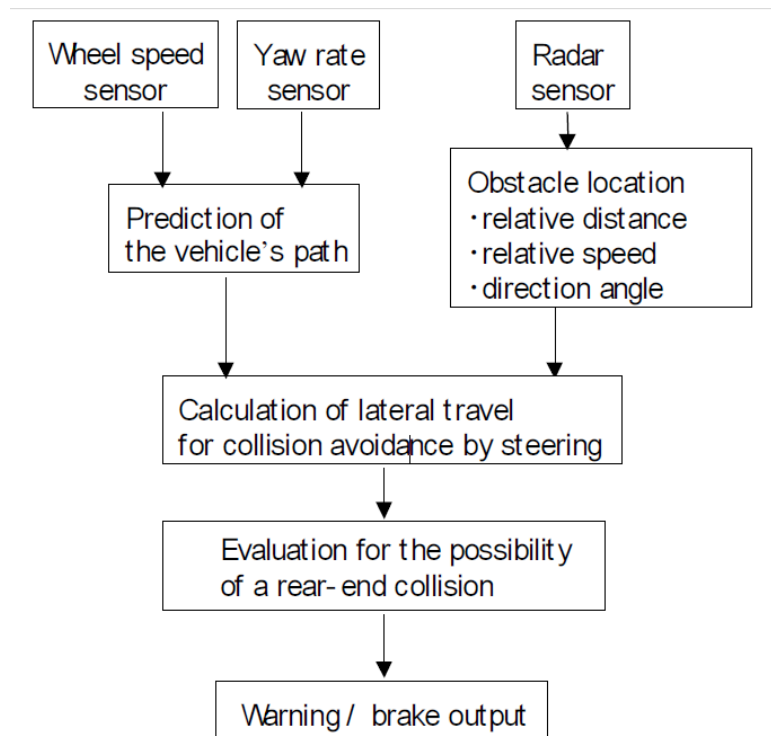 Wheel speed
sensor
Yaw rate
sensor
Radar
sensor
Prediction of
the vehicle's path
Obstacle location
・relative distance
・relative speed
・direction angle
Calculation of lateral travel
for collision avoidance by steering
Evaluation for the possibility
of a rear-end collision
Warning / brake output